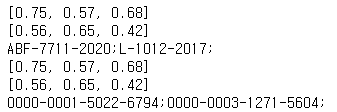 [0.75, 0.57, 0.68]
[0.56, 0.65, 0.42]
ABF-7711-2020;L-1012-2017;
[0.75, 0.57, 0.68]
[0.56, 0.65, 0.42]
0000-0001-5022-6794;0000-0003-1271-5604;